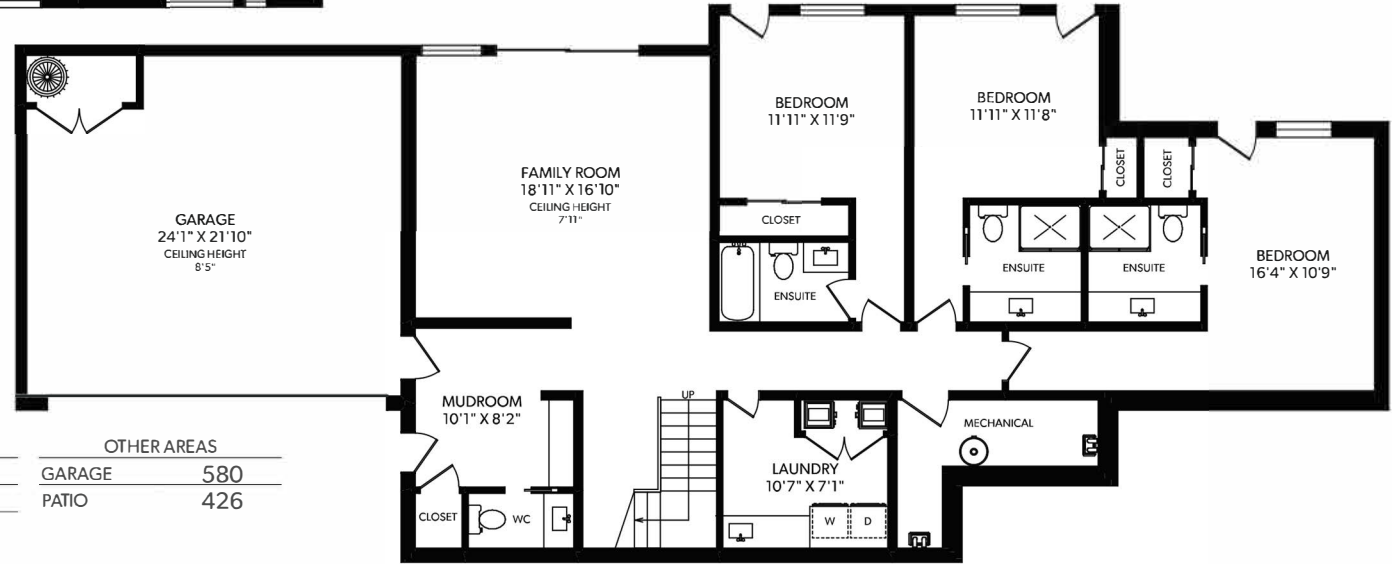 BEDROOM
11'11" X 11'9"
BEDROOM
11'11" X 11'8"
CLOSET
CLOSET
FAMILY ROOM
18'11" X 16'10"
CEILING HEIGHT
7'11"
GARAGE
24'1" X 21'10"
CEILING HEIGHT
8'5"
CLOSET
ENSUITE
ENSUITE
ENSUITE
BEDROOM
16'4" X 10'9"
MUDROOM
10'1" X 8'2"
UP
MECHANICAL
LAUNDRY
10'7" X 7'1"
CLOSET
WC
W
D
OTHER AREAS
GARAGE 580
PATIO 426